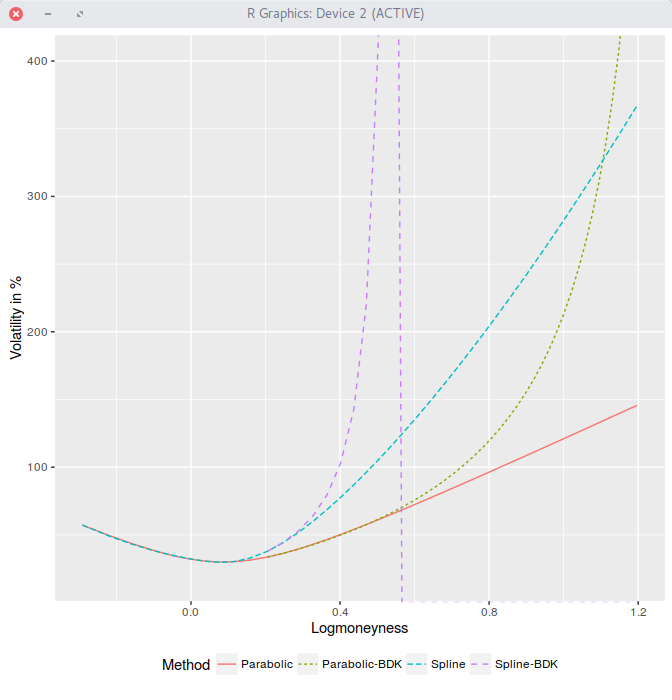 R Graphics: Device 2 (ACTIVE)
400
300
200
100
Volatility in %
0.0 0.4 0.8 1.2
Logmoneyness
Method Parabolic Parabolic-BDK Spline Spline-BDK